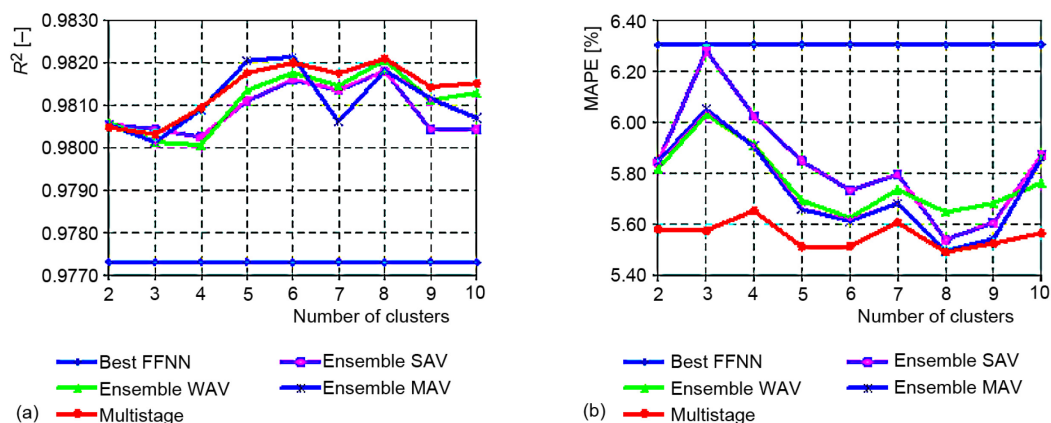 0.9830
0.9820
0.9810
0.9800
0.9790
0.9780
0.9770
R² [–]
2 3 4 5 6 7 8 9 10
Number of clusters
Best FFNN
Ensemble SAV
Ensemble WAV
Ensemble MAV
Multistage
(a)
6.40
6.20
6.00
5.80
5.60
5.40
MAPE [%]
2 3 4 5 6 7 8 9 10
Number of clusters
Best FFNN
Ensemble SAV
Ensemble WAV
Ensemble MAV
Multistage
(b)